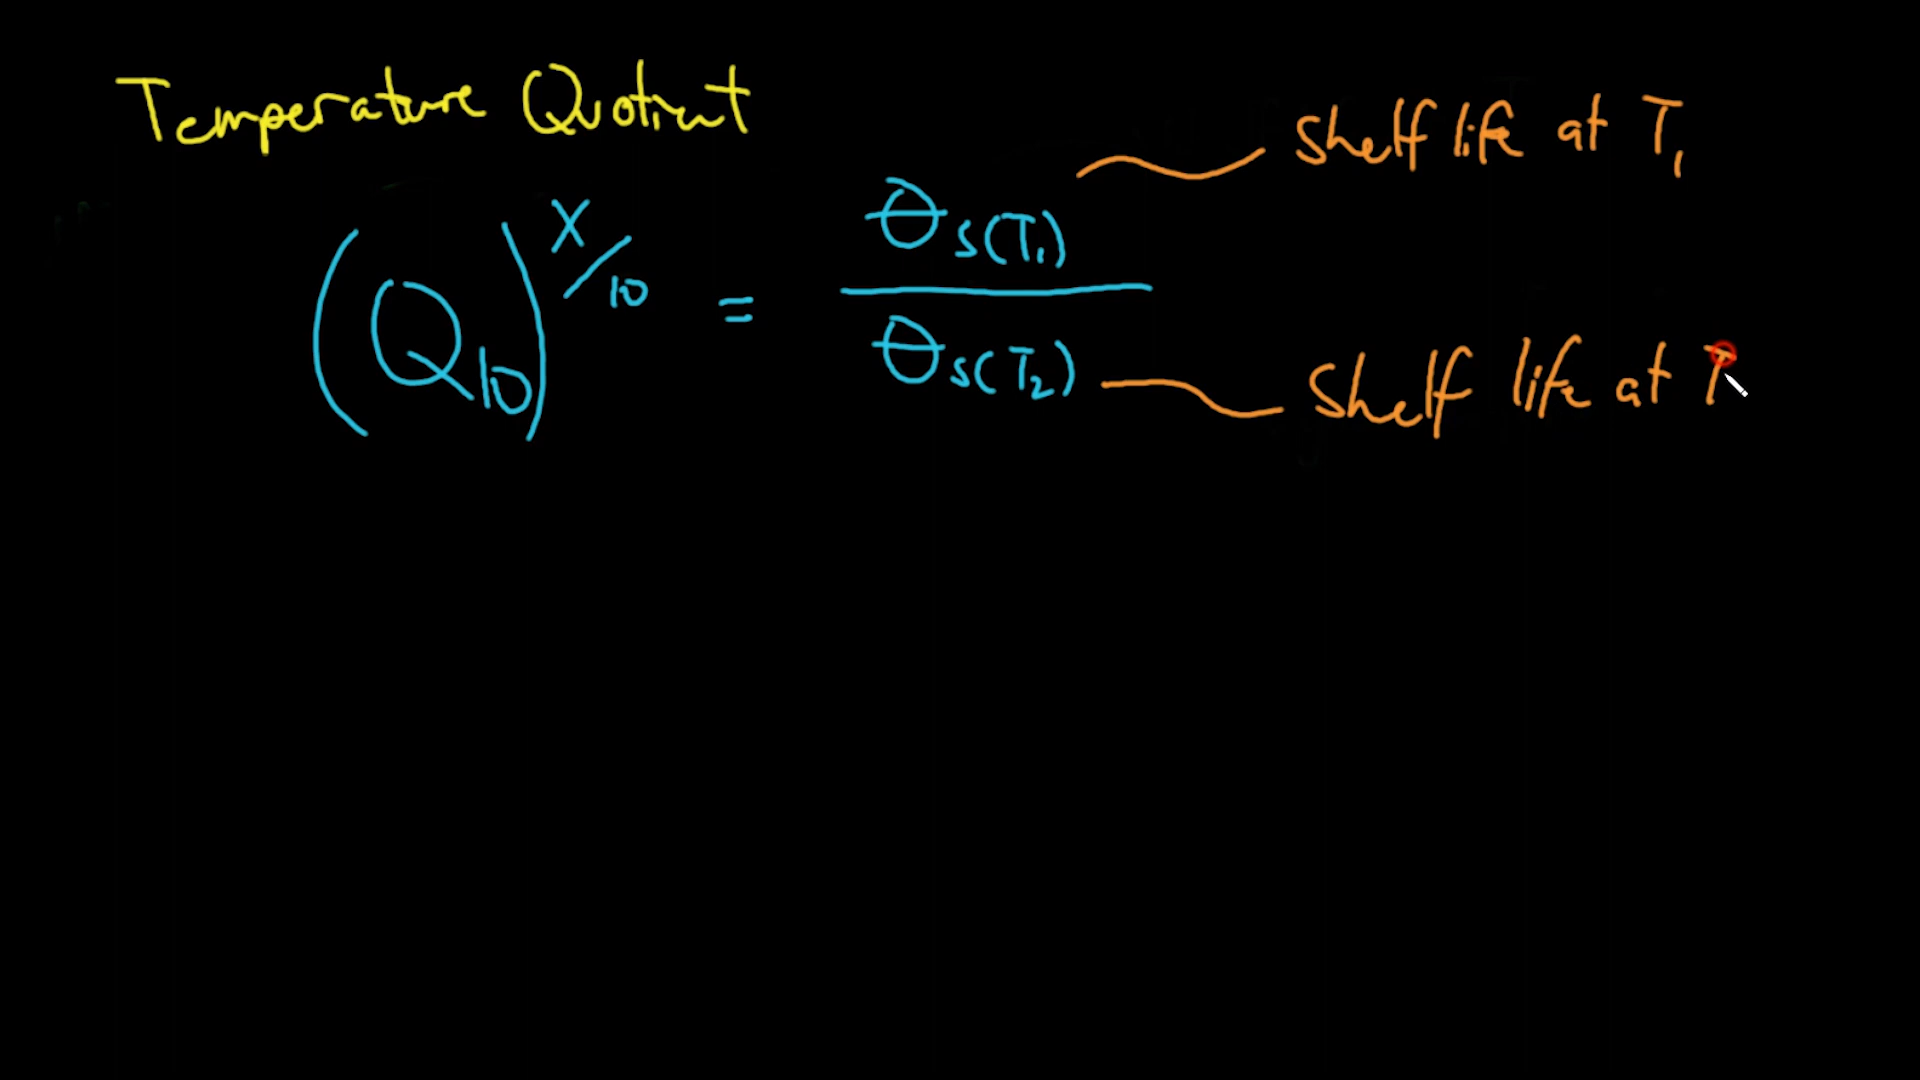 Temperature Quotient
(Q10)^X/10 = θs(T1) / θs(T2)
Shelf life at T1
Shelf life at T